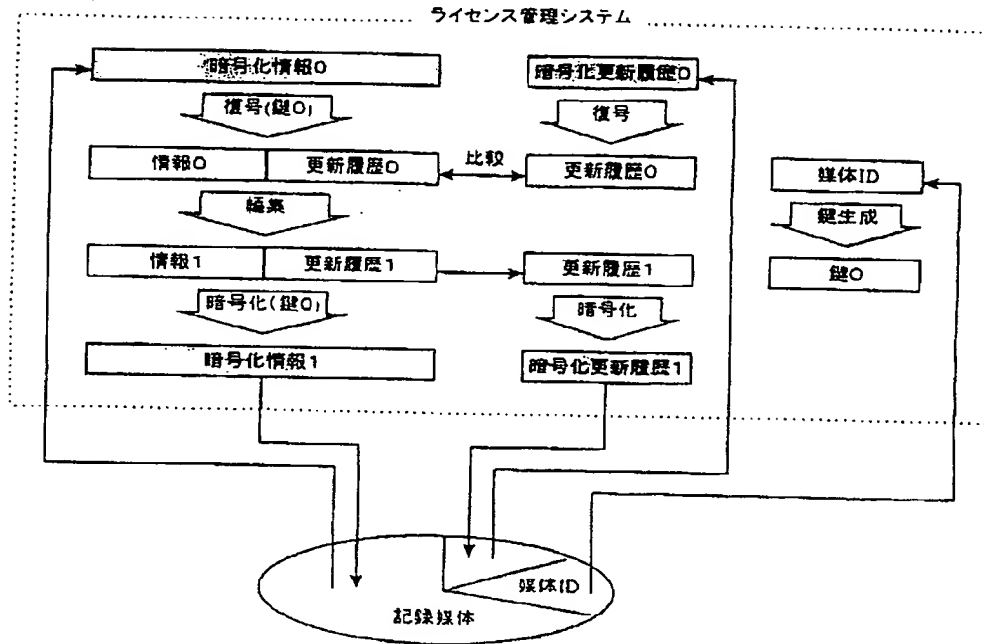 ライセンス管理システム
暗号化情報0
暗号化更新履歴0
復号(鍵0)
復号
情報0
更新履歴0
比較
更新履歴0
媒体ID
編集
鍵生成
情報1
更新履歴1
更新履歴1
鍵0
暗号化(鍵0)
暗号化
暗号化情報1
暗号化更新履歴1
媒体ID
記録媒体